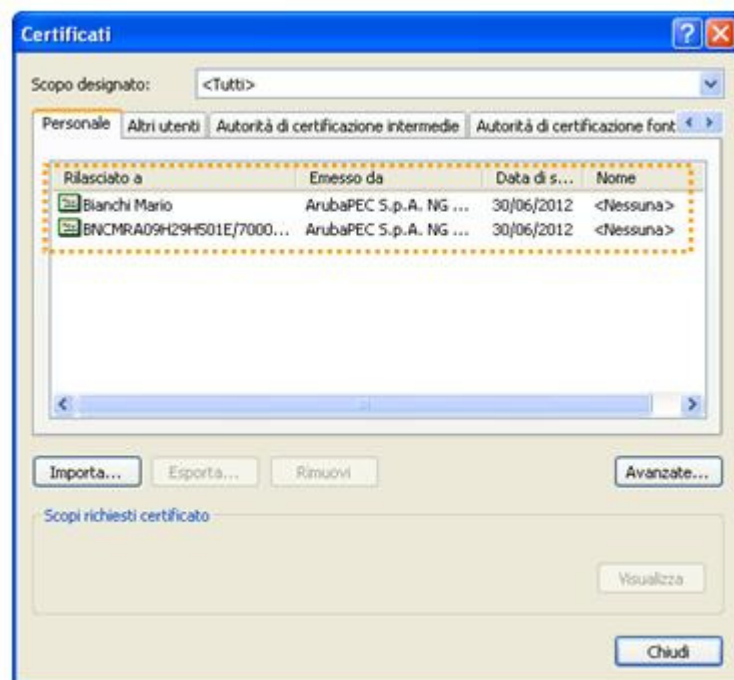 Certificati
Scopo designato: <Tutti>
Personale Altri utenti Autorità di certificazione intermedie Autorità di certificazione font
Rilasciato a Emesso da Data di s... Nome
Bianchi Mario ArubaPEC S.p.A. NG ... 30/06/2012 <Nessuna>
BNCMRA09H29H501E/7000... ArubaPEC S.p.A. NG ... 30/06/2012 <Nessuna>
Importa... Esporta... Rimuovi Avanzate...
Scopi richiesti certificato
Visualizza
Chiudi